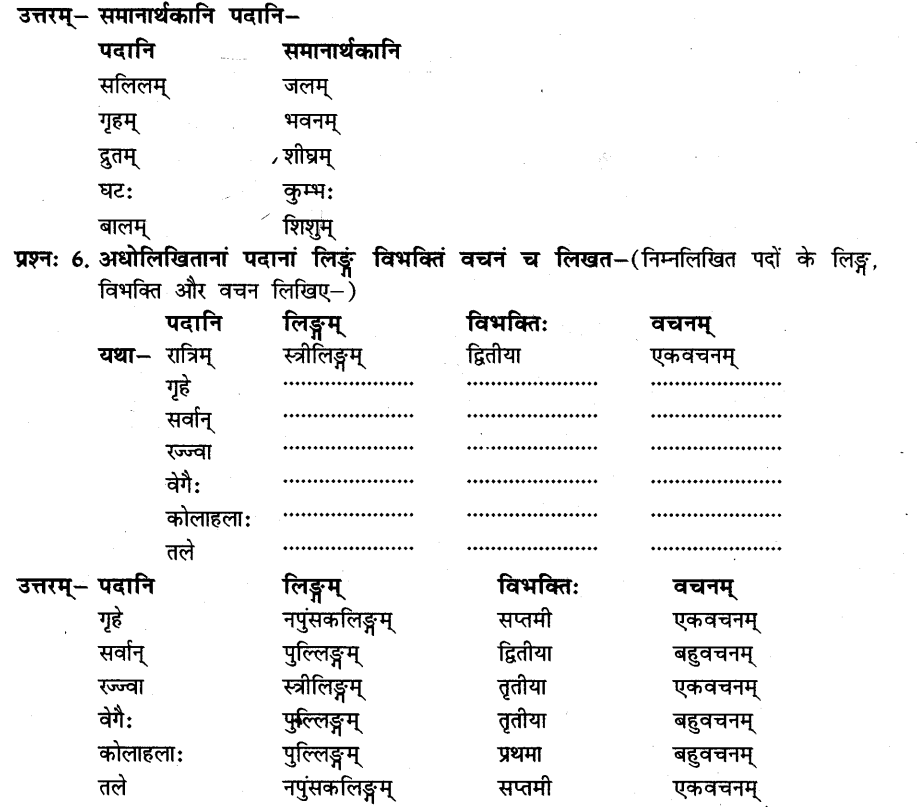 उत्तरम्– समानार्थकानि पदानि–
पदानि समानार्थकानि
सलिलम् जलम्
गृहम् भवनम्
द्रुतम् शीघ्रम्
घटः कुम्भः
बालम् शिशुम्
प्रश्नः 6. अधोलिखितानां पदानां लिङ्गं विभक्तिं वचनं च लिखत–(निम्नलिखित पदों के लिङ्ग,
विभक्ति और वचन लिखिए–)
पदानि लिङ्गम् विभक्तिः वचनम्
यथा– रात्रिम् स्त्रीलिङ्गम् द्वितीया एकवचनम्
गृहे ...................... ...................... ......................
सर्वान् ...................... ...................... ......................
रज्ज्वा ...................... ...................... ......................
वेगैः ...................... ...................... ......................
कोलाहलाः ...................... ...................... ......................
तले ...................... ...................... ......................
उत्तरम्– पदानि लिङ्गम् विभक्तिः वचनम्
गृहे नपुंसकलिङ्गम् सप्तमी एकवचनम्
सर्वान् पुल्लिङ्गम् द्वितीया बहुवचनम्
रज्ज्वा स्त्रीलिङ्गम् तृतीया एकवचनम्
वेगैः पुल्लिङ्गम् तृतीया बहुवचनम्
कोलाहलाः पुल्लिङ्गम् प्रथमा बहुवचनम्
तले नपुंसकलिङ्गम् सप्तमी एकवचनम्